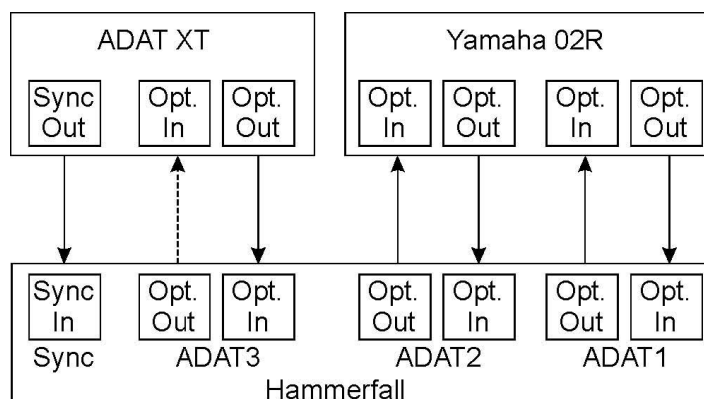 ADAT XT
Yamaha 02R
Sync Out
Opt. In
Opt. Out
Opt. In
Opt. Out
Opt. In
Opt. Out
Sync In
Opt. Out
Opt. In
Opt. Out
Opt. In
Opt. Out
Opt. In
Sync
ADAT3
ADAT2
ADAT1
Hammerfall